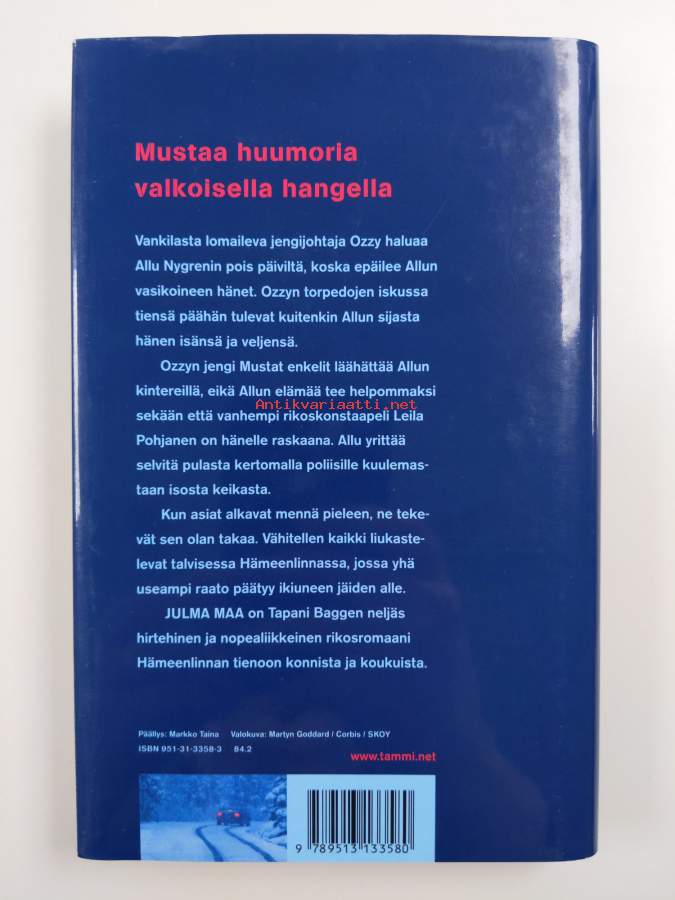 Mustaa huumoria
valkoisella hangella
Vankilasta lomaileva jengijohtaja Ozzy haluaa
Allu Nygrenin pois päiviltä, koska epäilee Allun
vasikoineen hänet. Ozzyn torpedojen iskussa
tiensä päähän tulevat kuitenkin Allun sijasta
hänen isänsä ja veljensä.
Ozzyn jengi Mustat enkelit läähättää Allun
kintereillä, eikä Allun elämää tee helpommaksi
Antikvariaatti.net
sekään että vanhempi rikoskonstaapeli Leila
Pohjanen on hänelle raskaana. Allu yrittää
selvitä pulasta kertomalla poliisille kuulemas-
taan isosta keikasta.
Kun asiat alkavat mennä pieleen, ne teke-
vät sen olan takaa. Vähitellen kaikki liukaste-
levat talvisessa Hämeenlinnassa, jossa yhä
useampi raato päätyy ikiuneen jäiden alle.
JULMA MAA on Tapani Baggen neljäs
hirtehinen ja nopealiikkeinen rikosromaani
Hämeenlinnan tienoon konnista ja koukuista.
Päällys: Markko Taina Valokuva: Martyn Goddard / Corbis / SKOY
ISBN 951-31-3358-3 84.2
www.tammi.net
9 789513 133580